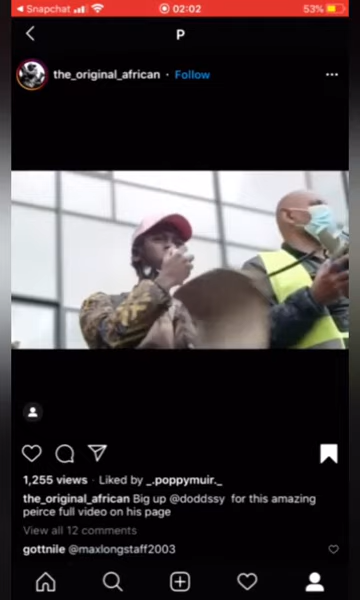 Snapchat 02:02 53%
P
the_original_african · Follow
1,255 views · Liked by _.poppymuir._
the_original_african Big up @doddssy for this amazing
peirce full video on his page
View all 12 comments
gottnile @maxlongstaff2003